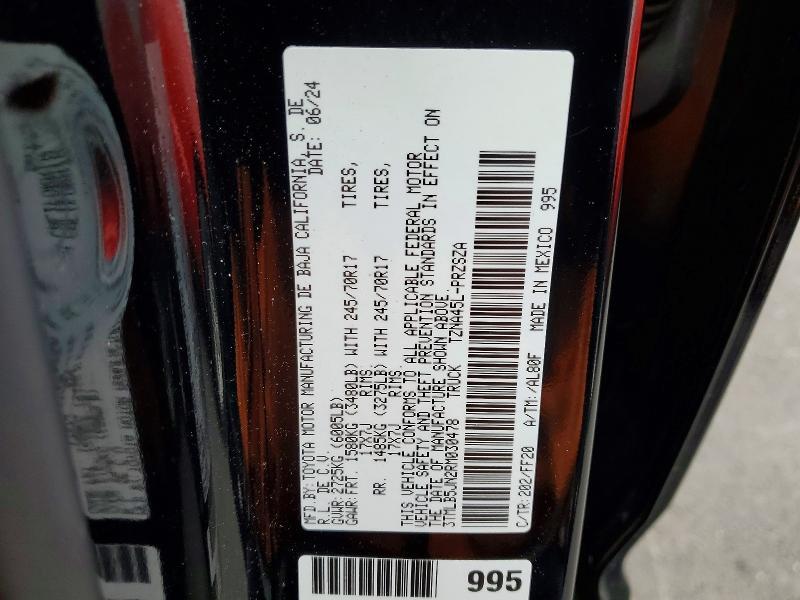 MFD.BY: TOYOTA MOTOR MANUFACTURING DE BAJA CALIFORNIA, S. DE
R.L. DE C.V. DATE: 06/24
GVWR: 2725KG (6005LB)
GAWR: FRT. 1580KG (3480LB) WITH 245/70R17 TIRES,
17X7J RIMS,
RR. 1485KG (3275LB) WITH 245/70R17 TIRES,
17X7J RIMS.
THIS VEHICLE CONFORMS TO ALL APPLICABLE FEDERAL MOTOR
VEHICLE SAFETY AND THEFT PREVENTION STANDARDS IN EFFECT ON
THE DATE OF MANUFACTURE SHOWN ABOVE.
3TMLB5JN2RM030478 TRUCK TZNA45L-PRZSZA
C/TR: 202/FF20 A/TM: /AL80F MADE IN MEXICO 995
995